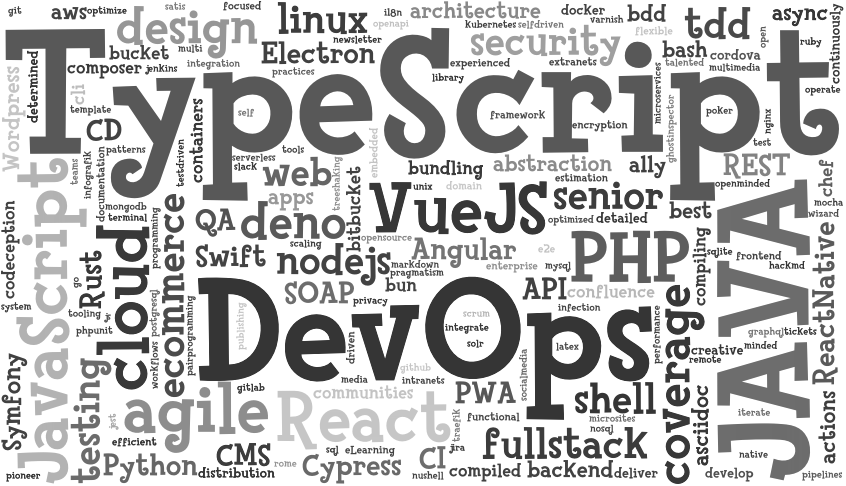 git
aws
optimize
satis
focused
design
linux
newsletter
i18n
openapi
architecture
kubernetes
selfdriven
docker
varnish
bdd
flexible
tdd
async
open
ruby
continuously
TypeScript
determined
Wordpress
cli
composer
jenkins
bucket
multi
integration
Electron
practices
security
experienced
extranets
library
bash
talented
cordova
multimedia
operate
template
CD
patterns
containers
testdriven
self
tools
serverless
slack
framework
encryption
microservices
ghostinspector
poker
nginx
test
embedded
teams
infografik
documentation
mongodb
terminal
programming
web
apps
treeshaking
bitbucket
bundling
unix
domain
abstraction
estimation
ally
REST
openminded
chef
mocha
wizard
JavaScript
codeception
system
go
tooling
Rust
js
phpunit
cloud
workflows
postgresql
ecommerce
pairprogramming
QA
deno
scaling
Swift
nodejs
opensource
VueJS
senior
optimized
detailed
best
Angular
e2e
markdown
pragmatism
enterprise
mysql
PHP
compiling
sqlite
frontend
hackmd
JAVA
ReactNative
SOAP
privacy
bun
API
confluence
infection
DevOps
publishing
driven
scrum
integrate
solr
latex
performance
coverage
graphql
tickets
creative
minded
remote
Symfony
testing
jest
agile
gitlab
media
github
intranets
communities
React
socialmedia
PWA
functional
traefik
jira
shell
microsites
nosql
fullstack
asciidoc
iterate
native
actions
pioneer
efficient
Python
distribution
CMS
rome
sql
eLearning
Cypress
CI
nushell
compiled
backend
deliver
develop
pipelines